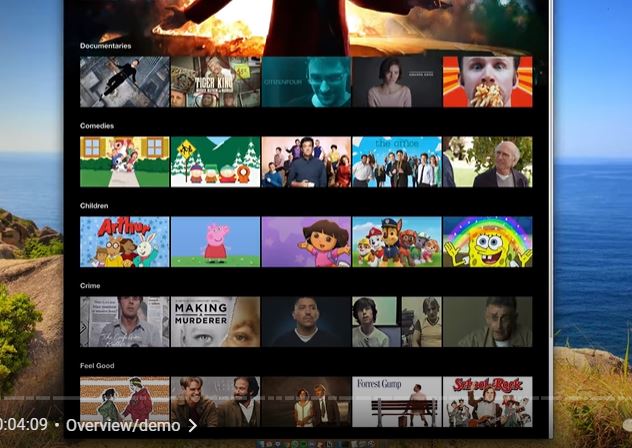 Documentaries
TIGER KING
CITIZENFOUR
Comedies
the office
Children
Arthur
Crime
MAKING
A MURDERER
Feel Good
Forrest Gump
School of Rock
0:04:09 • Overview/demo